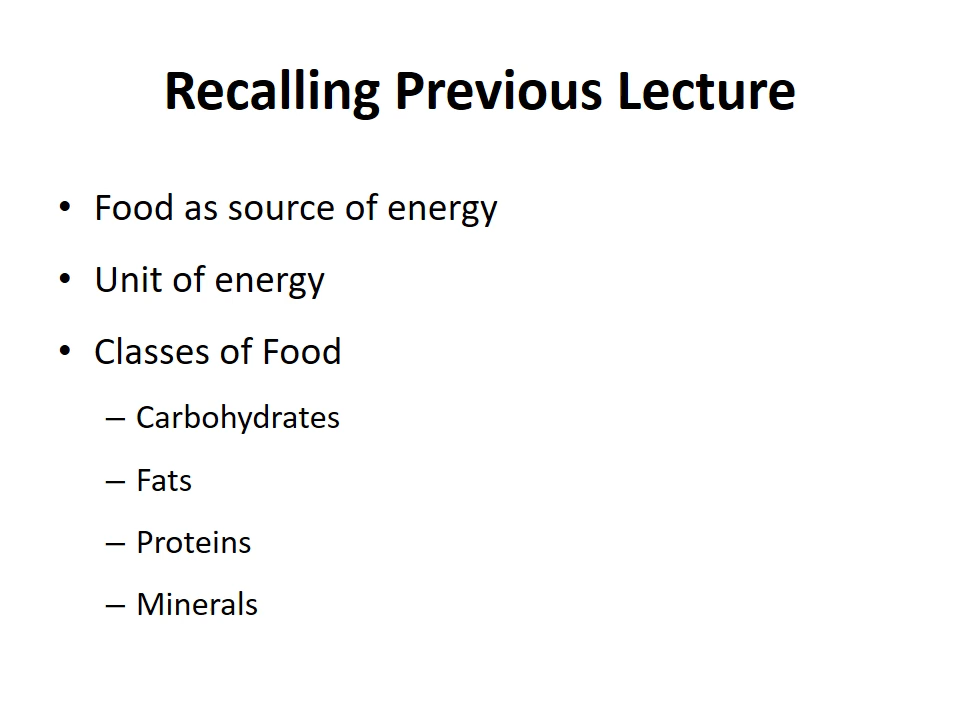 Recalling Previous Lecture
• Food as source of energy
• Unit of energy
• Classes of Food
– Carbohydrates
– Fats
– Proteins
– Minerals